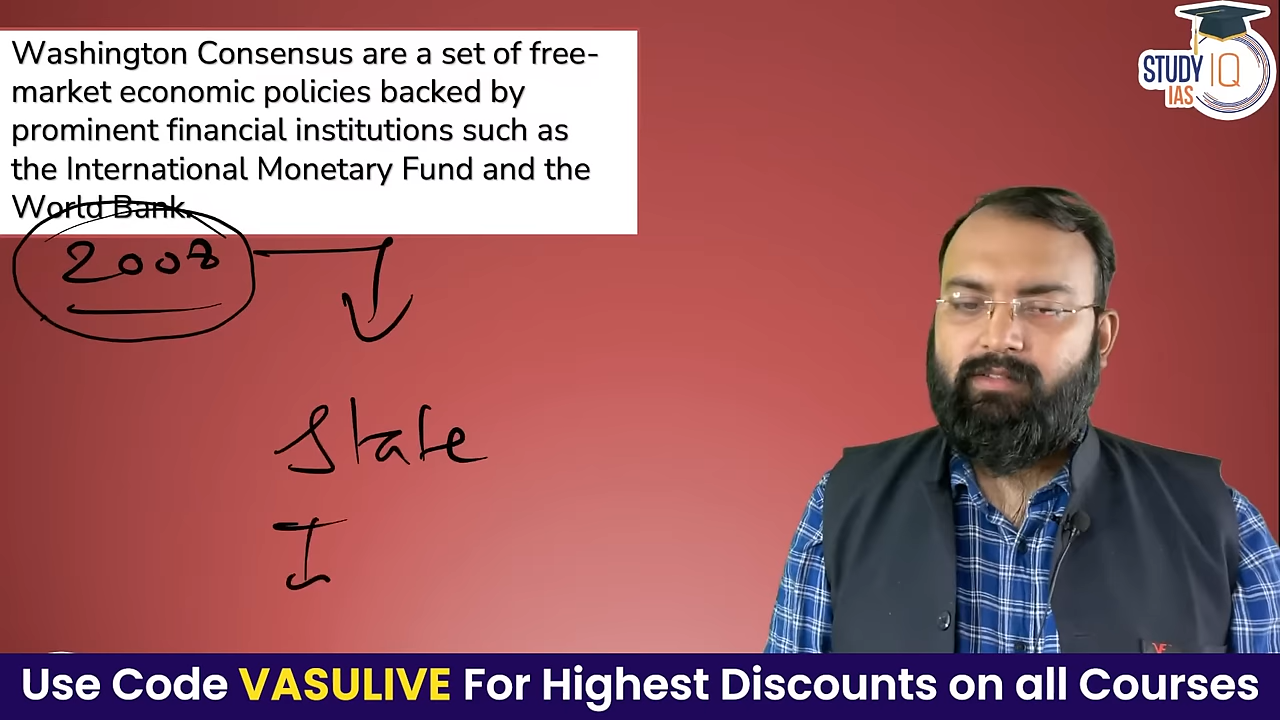 Washington Consensus are a set of free-
market economic policies backed by
prominent financial institutions such as
the International Monetary Fund and the
World Bank.
STUDY IQ
IAS
2008
State
I
Use Code VASULIVE For Highest Discounts on all Courses